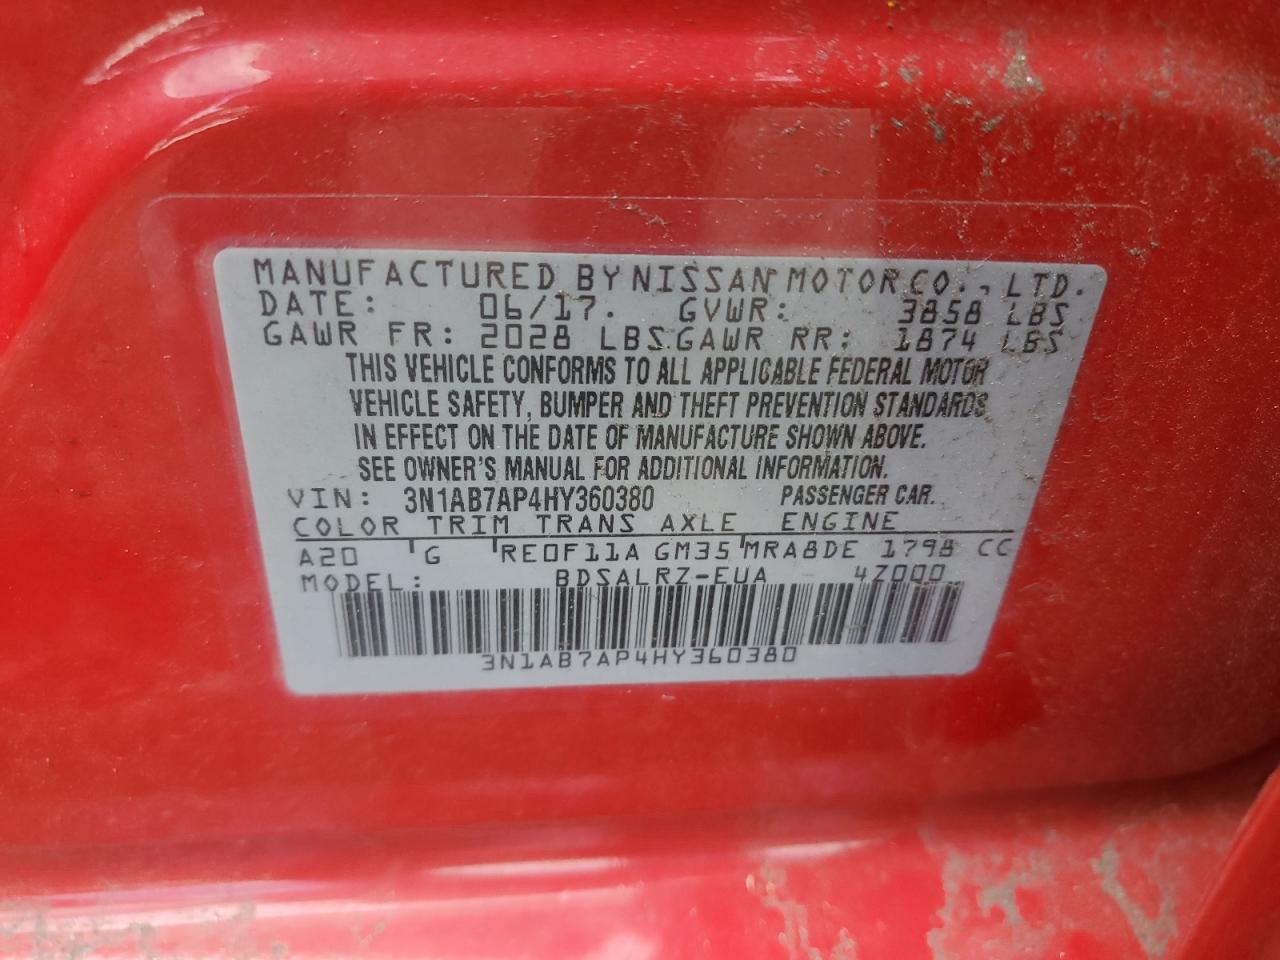 MANUFACTURED BY NISSAN MOTOR CO., LTD.
DATE: 06/17. GVWR: 3858 LBS
GAWR FR: 2028 LBS GAWR RR: 1874 LBS
THIS VEHICLE CONFORMS TO ALL APPLICABLE FEDERAL MOTOR
VEHICLE SAFETY, BUMPER AND THEFT PREVENTION STANDARDS
IN EFFECT ON THE DATE OF MANUFACTURE SHOWN ABOVE.
SEE OWNER'S MANUAL FOR ADDITIONAL INFORMATION.
VIN: 3N1AB7AP4HY360380 PASSENGER CAR.
COLOR TRIM TRANS AXLE ENGINE
A20 G RE0F11A GM35 MRA8DE 1798 CC
MODEL: BDSALRZ-EUA 4Z000
3N1AB7AP4HY360380